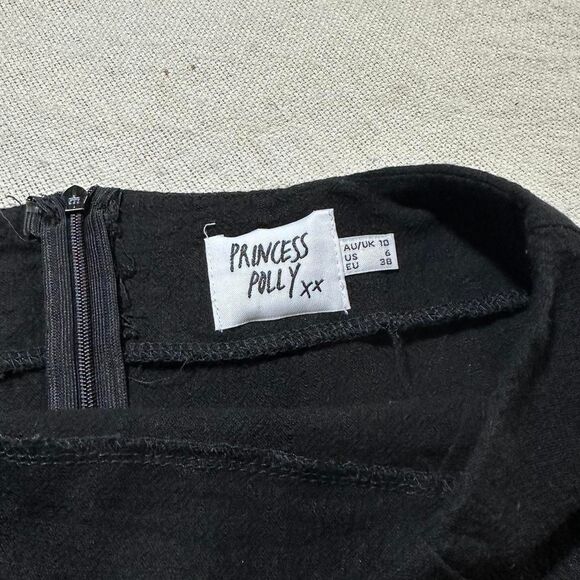 PRINCESS
POLLY xx
AU/UK 10
US 6
EU 38